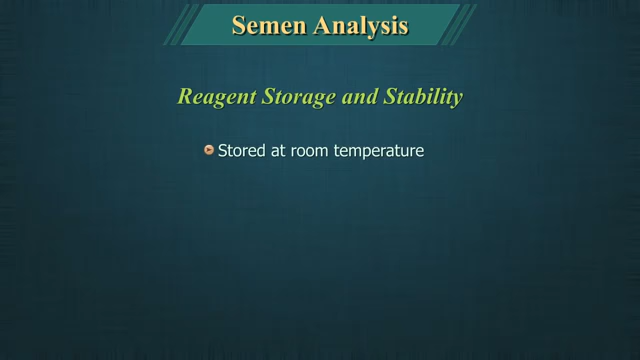 Semen Analysis
Reagent Storage and Stability
Stored at room temperature